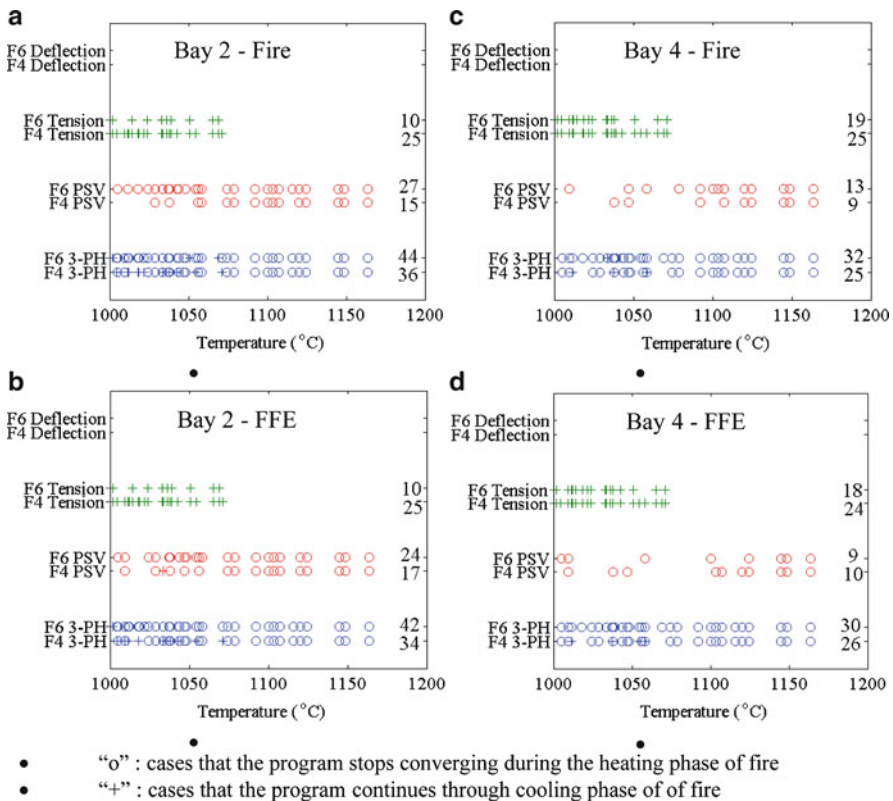 a
Bay 2 - Fire
F6 Deflection
F4 Deflection
F6 Tension 10
F4 Tension 25
F6 PSV 27
F4 PSV 15
F6 3-PH 44
F4 3-PH 36
1000 1050 1100 1150 1200
Temperature (°C)
•
c
Bay 4 - Fire
F6 Deflection
F4 Deflection
F6 Tension 19
F4 Tension 25
F6 PSV 13
F4 PSV 9
F6 3-PH 32
F4 3-PH 25
1000 1050 1100 1150 1200
Temperature (°C)
•
b
Bay 2 - FFE
F6 Deflection
F4 Deflection
F6 Tension 10
F4 Tension 25
F6 PSV 24
F4 PSV 17
F6 3-PH 42
F4 3-PH 34
1000 1050 1100 1150 1200
Temperature (°C)
•
d
Bay 4 - FFE
F6 Deflection
F4 Deflection
F6 Tension 18
F4 Tension 24
F6 PSV 9
F4 PSV 10
F6 3-PH 30
F4 3-PH 26
1000 1050 1100 1150 1200
Temperature (°C)
•
• “o” : cases that the program stops converging during the heating phase of fire
• “+” : cases that the program continues through cooling phase of of fire